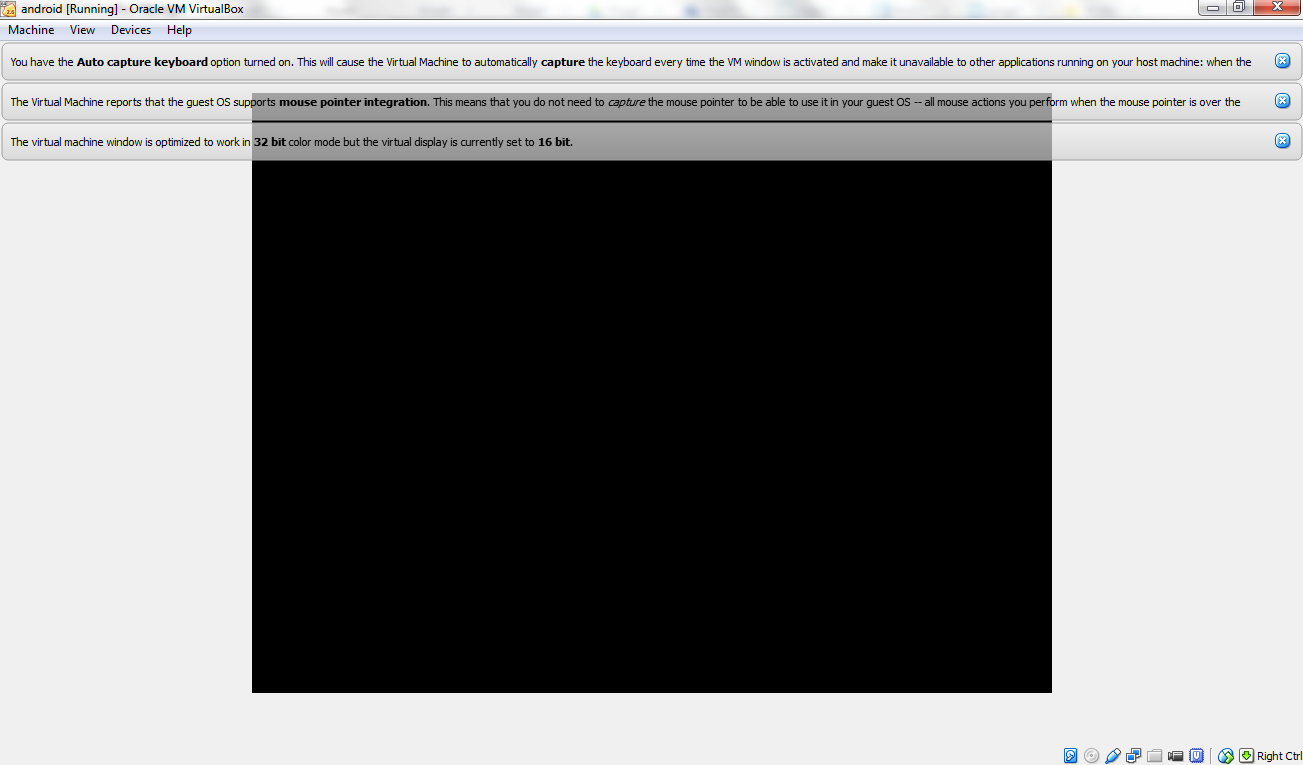 android [Running] - Oracle VM VirtualBox
Machine View Devices Help
You have the Auto capture keyboard option turned on. This will cause the Virtual Machine to automatically capture the keyboard every time the VM window is activated and make it unavailable to other applications running on your host machine: when the
The Virtual Machine reports that the guest OS supports mouse pointer integration. This means that you do not need to capture the mouse pointer to be able to use it in your guest OS -- all mouse actions you perform when the mouse pointer is over the
The virtual machine window is optimized to work in 32 bit color mode but the virtual display is currently set to 16 bit.
Right Ctrl